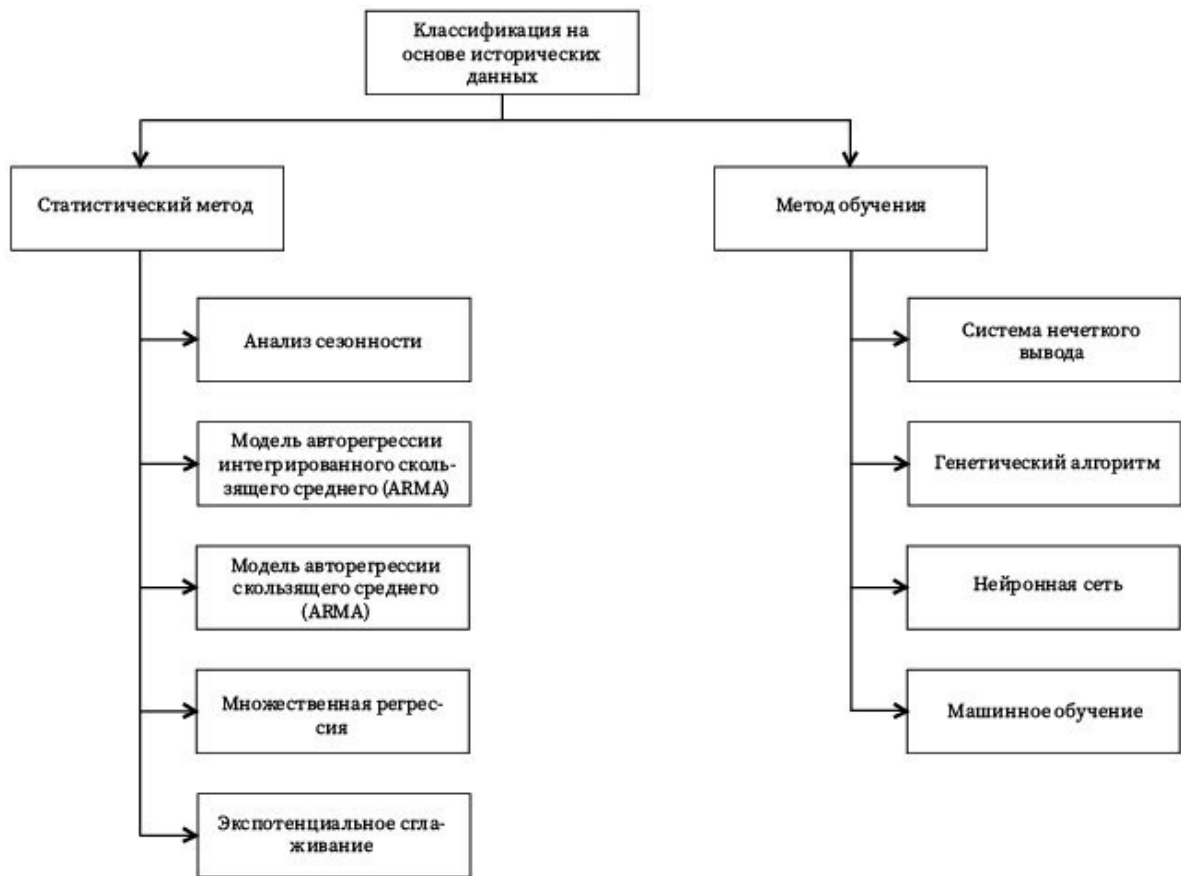 Классификация на
основе исторических
данных
Статистический метод
Метод обучения
Анализ сезонности
Модель авторегрессии
интегрированного сколь-
зящего среднего (ARMA)
Модель авторегрессии
скользящего среднего
(ARMA)
Множественная регрес-
сия
Экспотенциальное сгла-
живание
Система нечеткого
вывода
Генетический алгоритм
Нейронная сеть
Машинное обучение